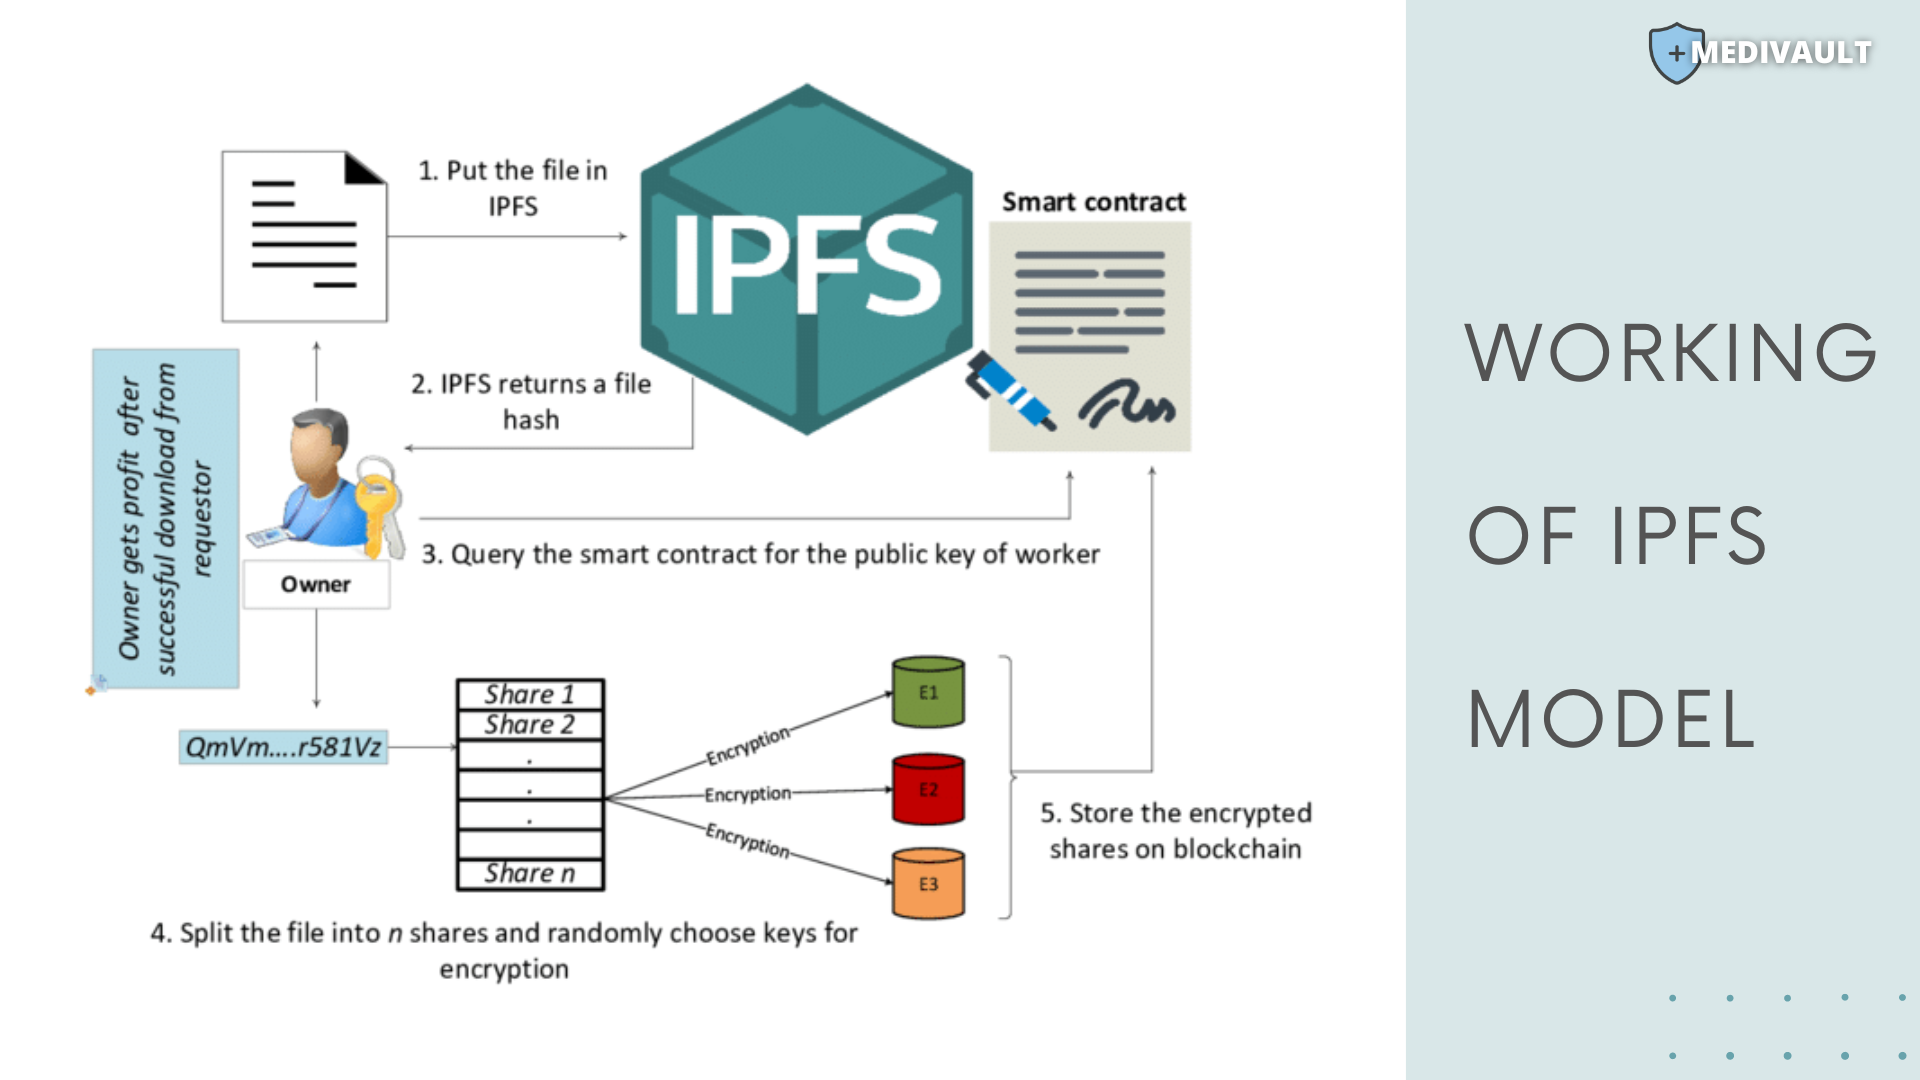 MEDIVAULT
WORKING
OF IPFS
MODEL
1. Put the file in
IPFS
IPFS
Smart contract
2. IPFS returns a file
hash
Owner gets profit after
successful download from
requestor
Owner
3. Query the smart contract for the public key of worker
QmVm....r581Vz
Share 1
Share 2
.
.
.
Share n
Encryption
Encryption
Encryption
E1
E2
E3
5. Store the encrypted
shares on blockchain
4. Split the file into n shares and randomly choose keys for
encryption